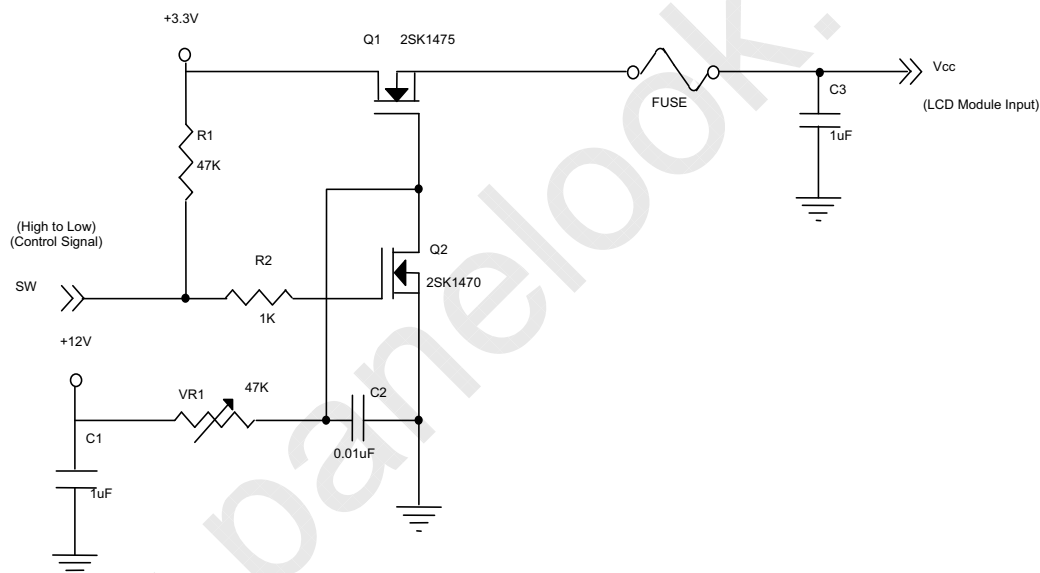 +3.3V
Q1 2SK1475
Vcc
FUSE
C3
(LCD Module Input)
R1
1uF
47K
(High to Low)
(Control Signal)
Q2
R2
SW
2SK1470
1K
+12V
VR1
47K
C2
C1
0.01uF
1uF
panelook.